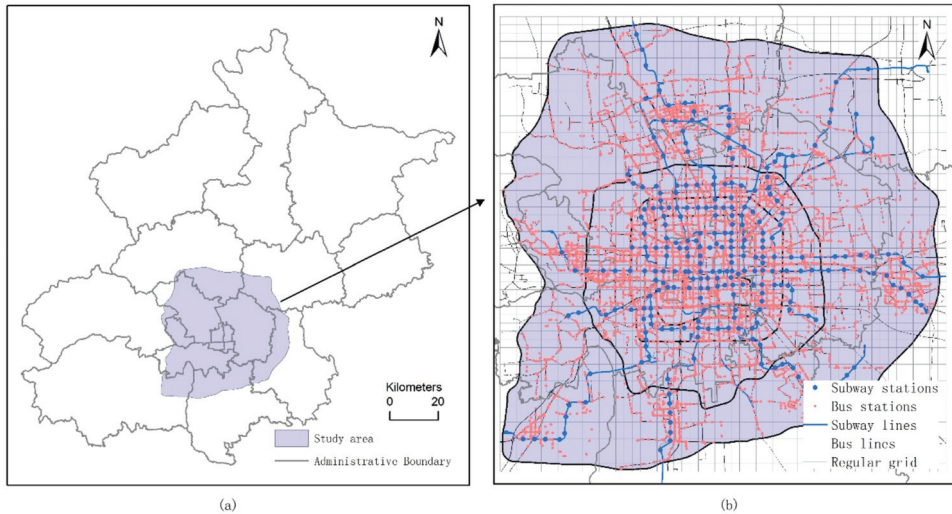 N
Kilometers
0 20
Study area
Administrative Boundary
(a)
N
Subway stations
Bus stations
Subway lines
Bus lines
Regular grid
(b)